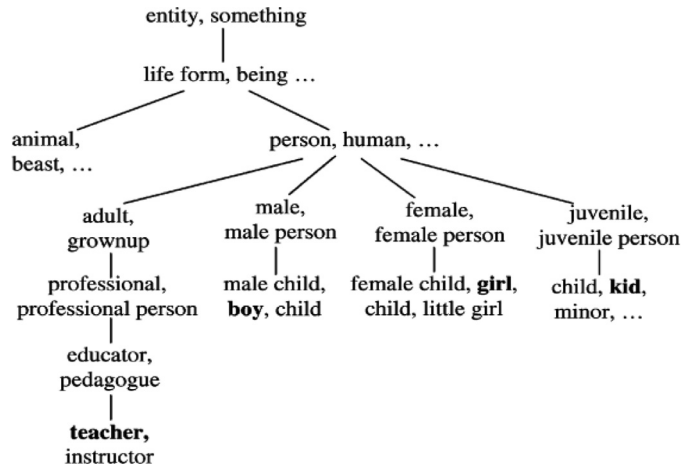 entity, something
life form, being ...
animal,
beast, ...
person, human, ...
adult,
grownup
male,
male person
female,
female person
juvenile,
juvenile person
professional,
professional person
male child,
boy, child
female child, girl,
child, little girl
child, kid,
minor, ...
educator,
pedagogue
teacher,
instructor